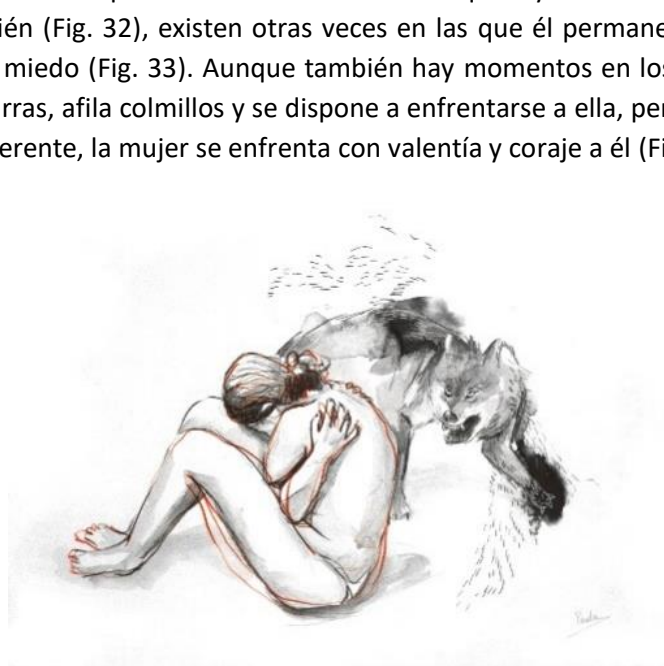 ién (Fig. 32), existen otras veces en las que él permane
miedo (Fig. 33). Aunque también hay momentos en los
rras, afila colmillos y se dispone a enfrentarse a ella, per
erente, la mujer se enfrenta con valentía y coraje a él (Fi